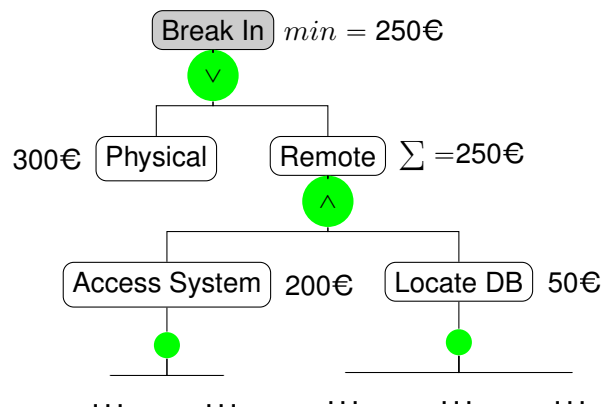 Break In min = 250€
∨
300€ Physical Remote ∑ =250€
∧
Access System 200€ Locate DB 50€
... ... ... ... ...